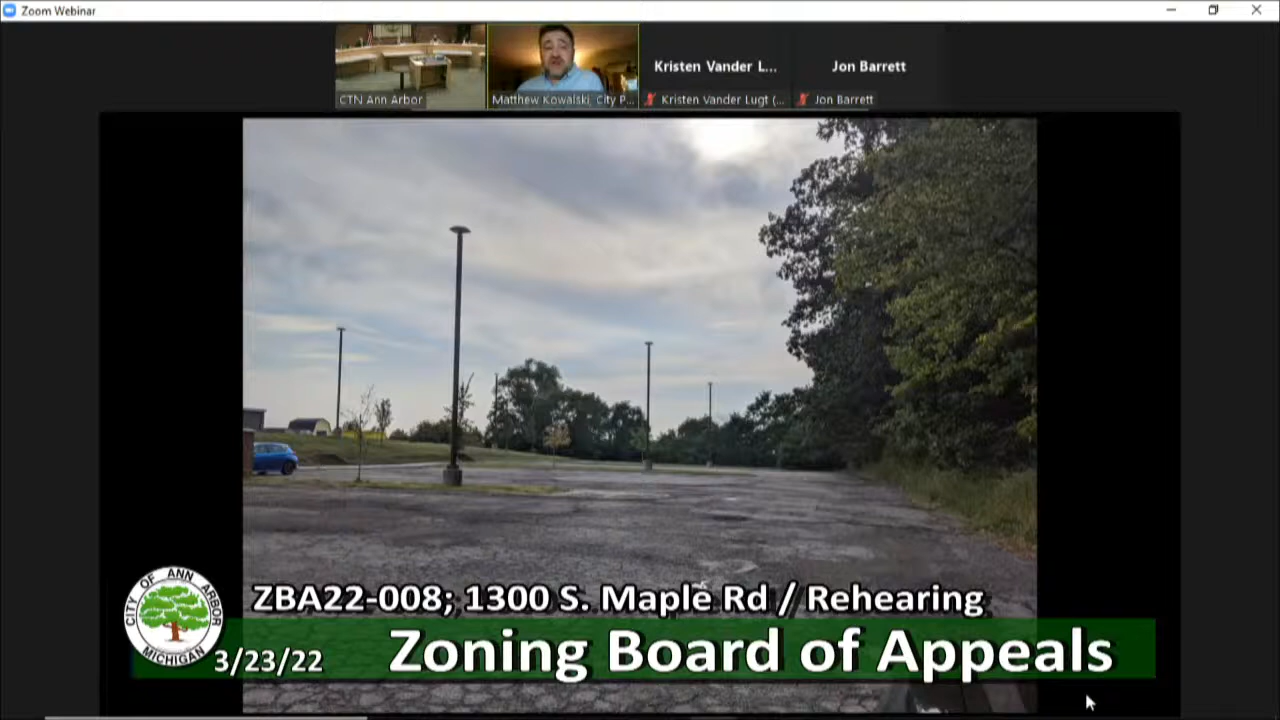 Zoom Webinar
Kristen Vander L...
Jon Barrett
CTN Ann Arbor
Matthew Kowalski, City P...
Kristen Vander Lugt (...
Jon Barrett
CITY OF ANN ARBOR
MICHIGAN
ZBA22-008; 1300 S. Maple Rd / Rehearing
3/23/22
Zoning Board of Appeals